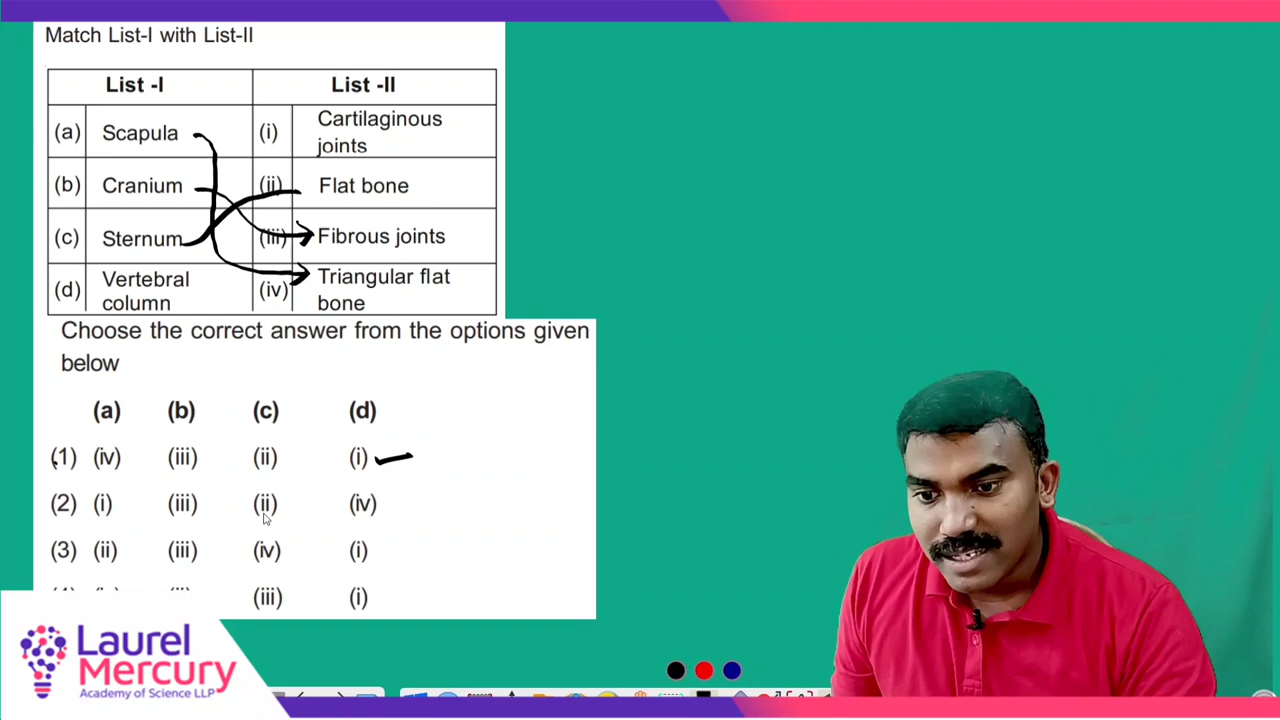 Match List-I with List-II
List -I List -II
(a) Scapula (i) Cartilaginous joints
(b) Cranium (ii) Flat bone
(c) Sternum (iii) Fibrous joints
(d) Vertebral column (iv) Triangular flat bone
Choose the correct answer from the options given
below
(a) (b) (c) (d)
(1) (iv) (iii) (ii) (i)
(2) (i) (iii) (ii) (iv)
(3) (ii) (iii) (iv) (i)
(iii) (i)
Laurel
Mercury
Academy of Science LLP